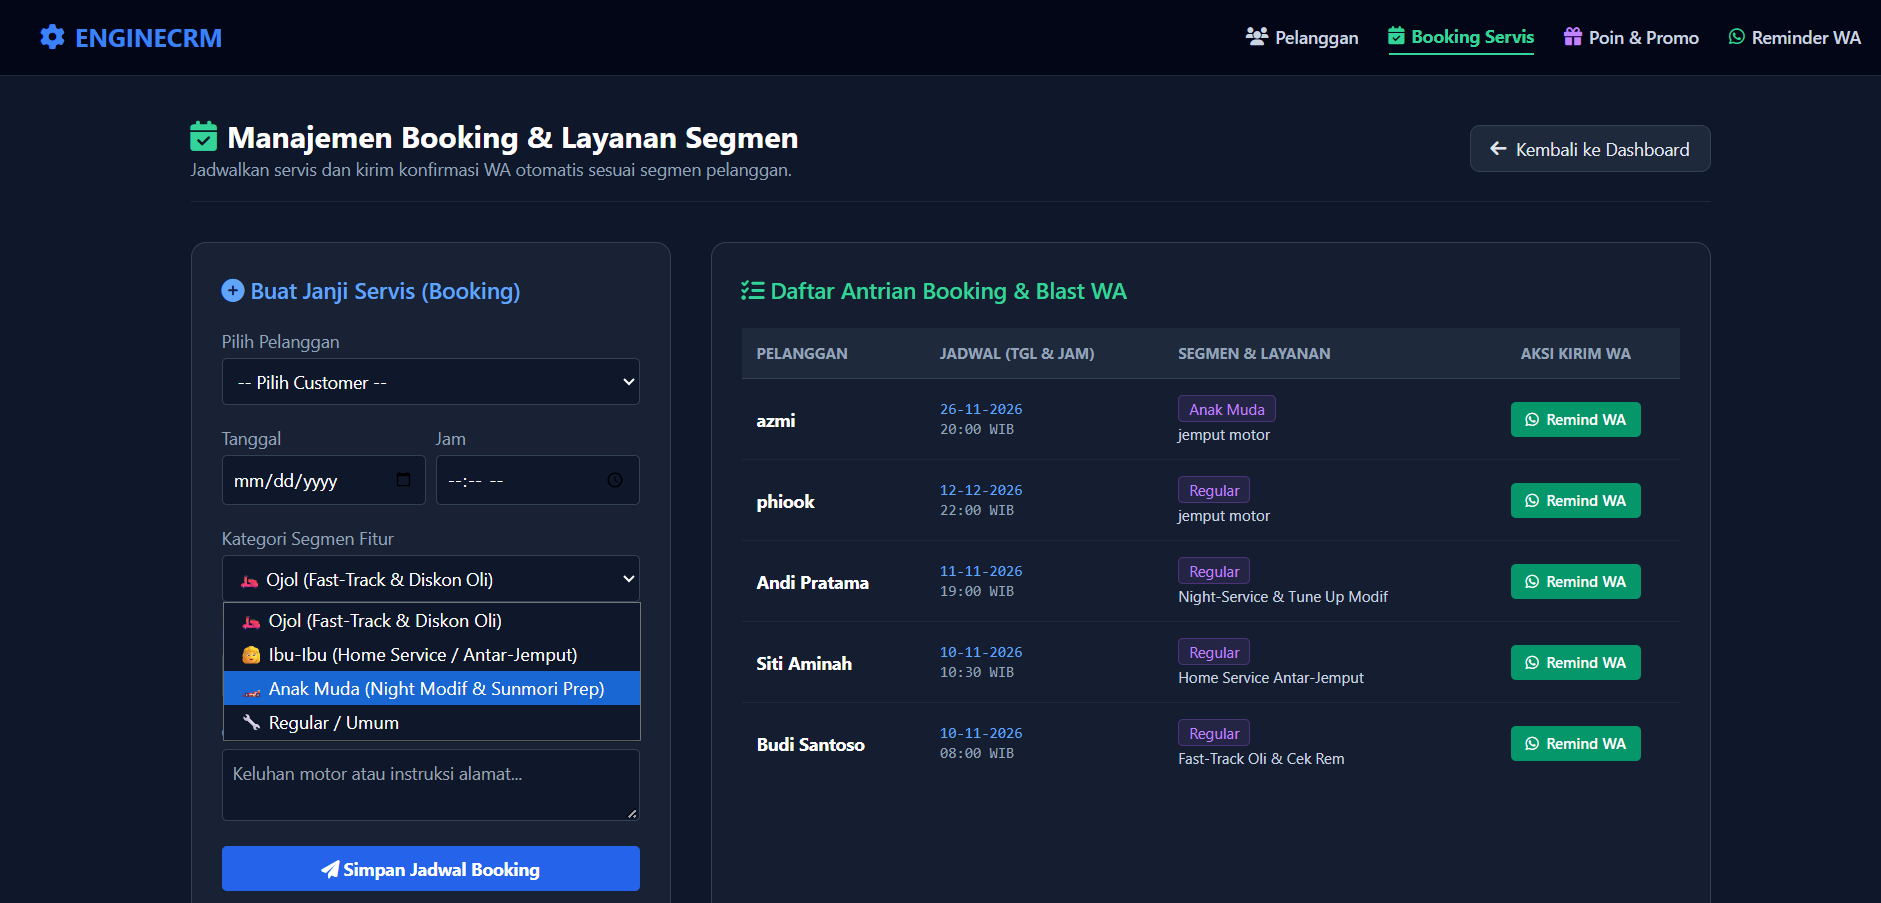 ENGINECRM
Pelanggan
Booking Servis
Poin & Promo
Reminder WA
Manajemen Booking & Layanan Segmen
Jadwalkan servis dan kirim konfirmasi WA otomatis sesuai segmen pelanggan.
Kembali ke Dashboard
Buat Janji Servis (Booking)
Pilih Pelanggan
-- Pilih Customer --
Tanggal
Jam
mm/dd/yyyy
--:-- --
Kategori Segmen Fitur
Ojol (Fast-Track & Diskon Oli)
Ojol (Fast-Track & Diskon Oli)
Ibu-Ibu (Home Service / Antar-Jemput)
Anak Muda (Night Modif & Sunmori Prep)
Regular / Umum
Keluhan motor atau instruksi alamat...
Simpan Jadwal Booking
Daftar Antrian Booking & Blast WA
PELANGGAN
JADWAL (TGL & JAM)
SEGMEN & LAYANAN
AKSI KIRIM WA
azmi
26-11-2026
20:00 WIB
Anak Muda
jemput motor
Remind WA
phiook
12-12-2026
22:00 WIB
Regular
jemput motor
Remind WA
Andi Pratama
11-11-2026
19:00 WIB
Regular
Night-Service & Tune Up Modif
Remind WA
Siti Aminah
10-11-2026
10:30 WIB
Regular
Home Service Antar-Jemput
Remind WA
Budi Santoso
10-11-2026
08:00 WIB
Regular
Fast-Track Oli & Cek Rem
Remind WA